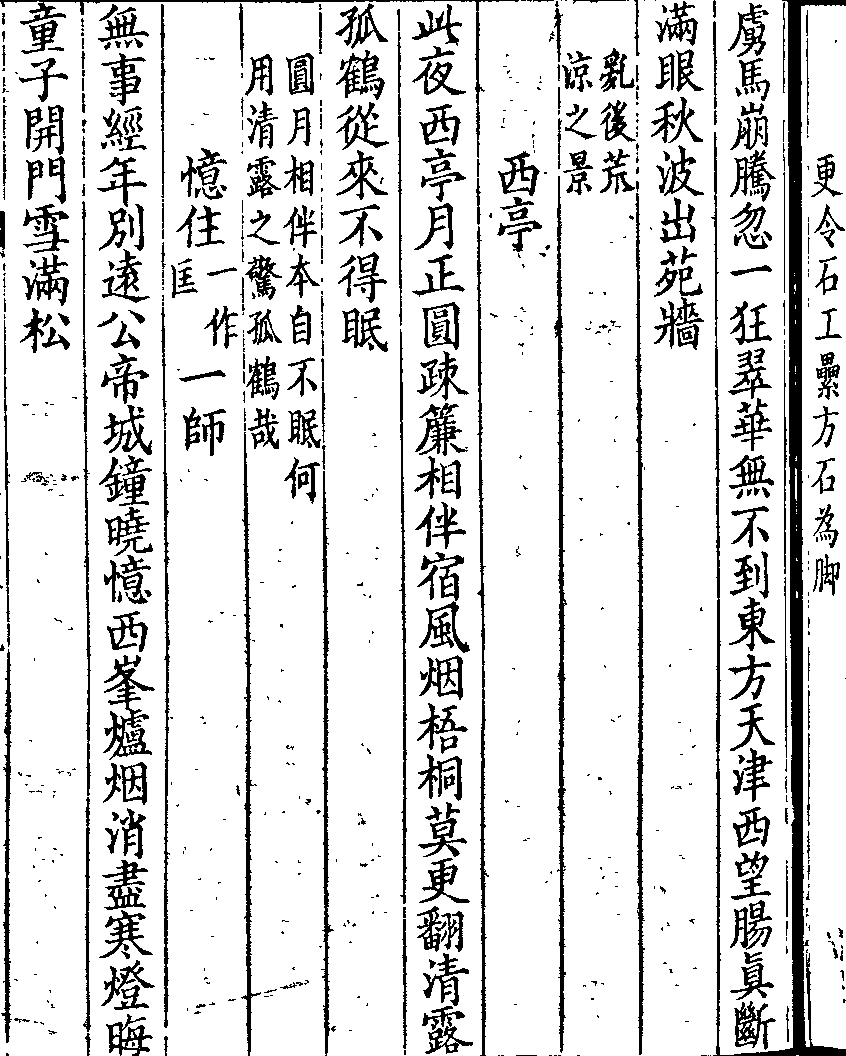 更令石工壘方石為脚
虜馬崩騰忽一狂翠華無不到東方天津西望腸真斷
滿眼秋波出苑牆
亂後荒
涼之景
西亭
此夜西亭月正圓疎簾相伴宿風烟梧桐莫更翻清露
孤鶴從來不得眠
圓月相伴本自不眠何
用清露之驚孤鶴哉
憶住一作匡一師
無事經年別遠公帝城鐘曉憶西峯爐烟消盡寒燈晦
童子開門雪滿松